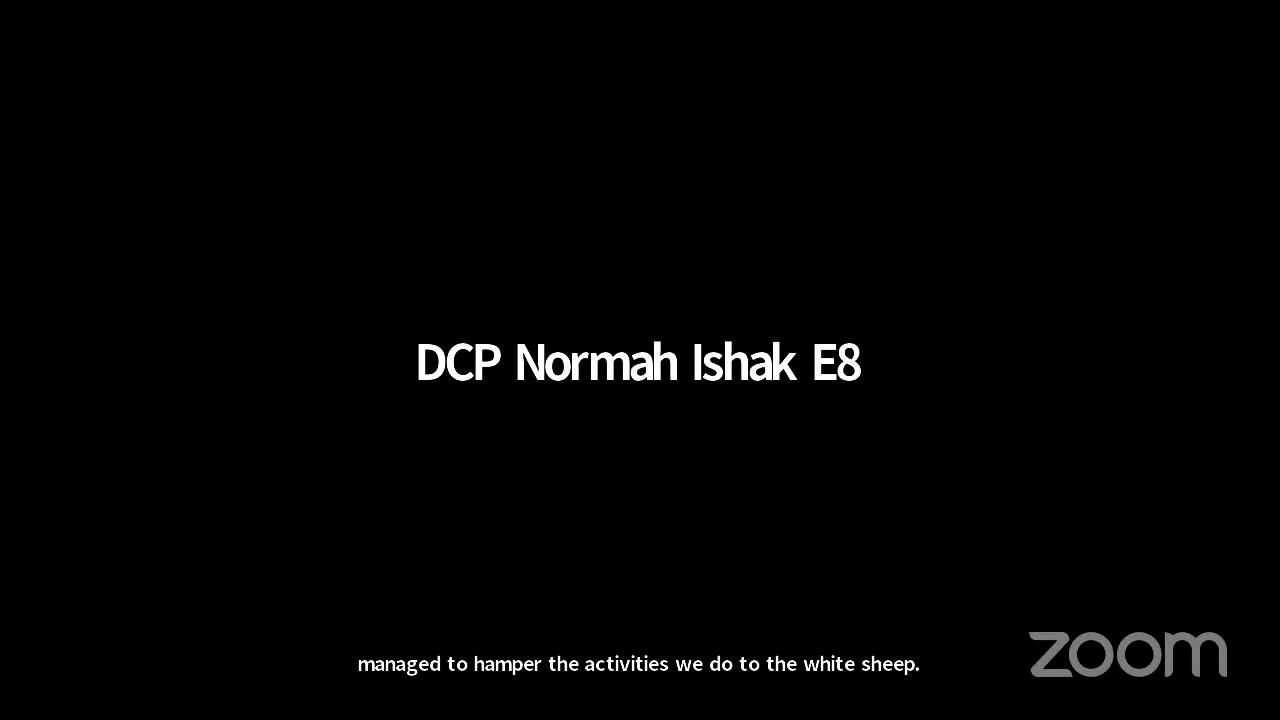 DCP Normah Ishak E8
managed to hamper the activities we do to the white sheep.
zoom